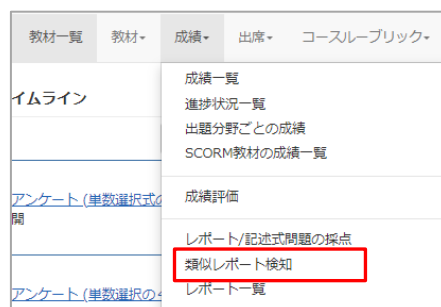 教材一覧 教材▾ 成績▾ 出席▾ コースルーブリック▾
イムライン
成績一覧
進捗状況一覧
出題分野ごとの成績
SCORM教材の成績一覧
成績評価
アンケート (単数選択式の
開
レポート/記述式問題の採点
類似レポート検知
レポート一覧
アンケート (単数選択の4